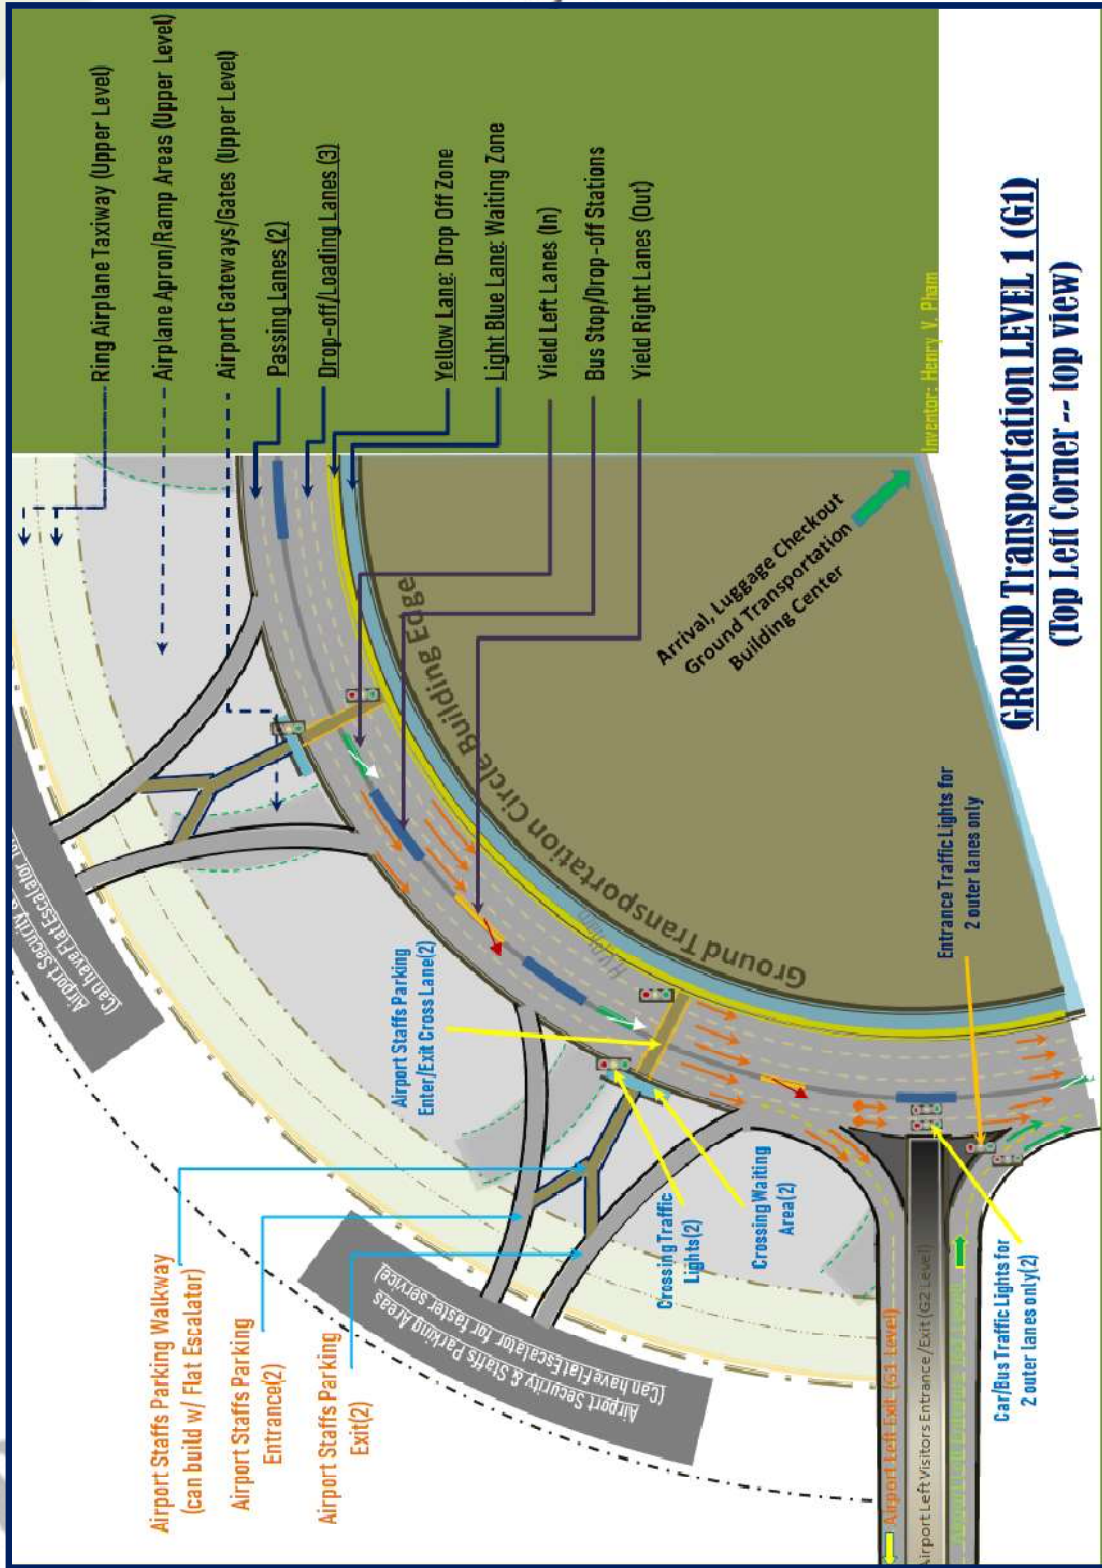 Ring Airplane Taxiway (Upper Level)
Airplane Apron/Ramp Areas (Upper Level)
Airport Gateways/Gates (Upper Level)
Passing Lanes (2)
Drop-off/Loading Lanes (3)
Yellow Lane: Drop Off Zone
Light Blue Lane: Waiting Zone
Yield Left Lanes (In)
Bus Stop/Drop-off Stations
Yield Right Lanes (Out)
Airport Security &
(Can have Flat Escalator
Ground Transportation Circle Building Edge
Arrival, Luggage Checkout
Ground Transportation
Building Center
Inventor: Henry V. Pham
Airport Staffs Parking
Enter/Exit Cross Lane(2)
Airport Staffs Parking Walkway
(can build w/ Flat Escalator)
Airport Staffs Parking
Entrance(2)
Airport Staffs Parking
Exit(2)
Airport Security & Staffs Parking Areas
(Can have Flat Escalator for faster service)
Crossing Traffic
Lights(2)
Crossing Waiting
Area(2)
Entrance Traffic Lights for
2 outer lanes only
Car/Bus Traffic Lights for
2 outer lanes only(2)
Airport Left Exit (G1 Level)
Airport Left Visitors Entrance/Exit (G2 Level)
GROUND Transportation LEVEL 1 (G1)
(Top Left Corner -- top view)